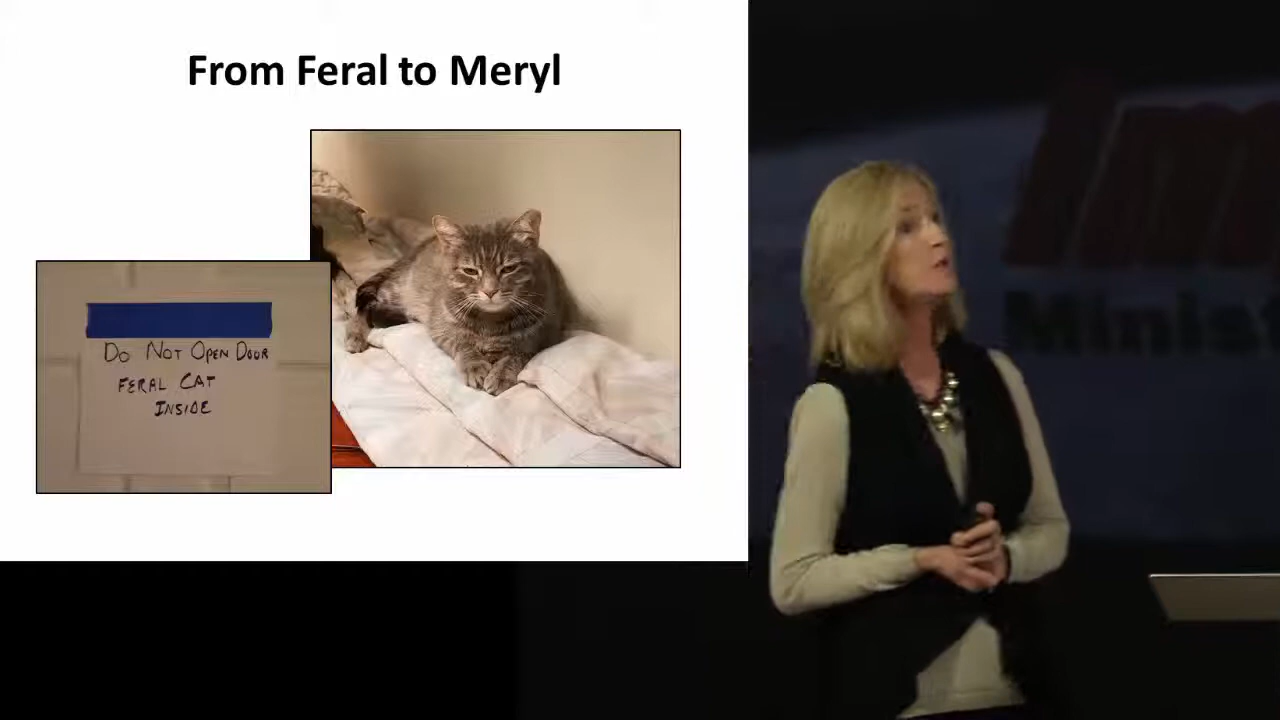 From Feral to Meryl
DO NOT OPEN DOOR
FERAL CAT
INSIDE